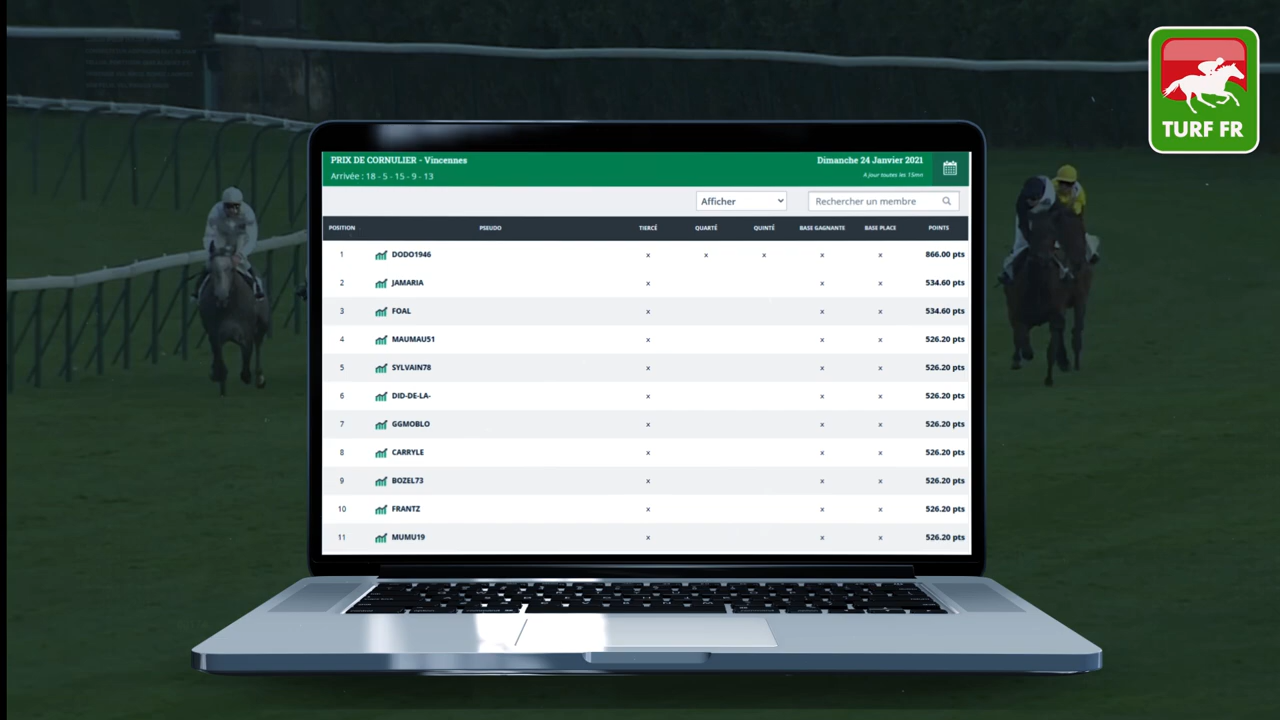 TURF FR
PRIX DE CORNULIER - Vincennes
Dimanche 24 Janvier 2021
Arrivée : 18 - 5 - 15 - 9 - 13
A jour toutes les 15mn
Afficher
Rechercher un membre
POSITION PSEUDO TIERCÉ QUARTÉ QUINTÉ BASE GAGNANTE BASE PLACE POINTS
1 DODO1946 x x x x x 866.00 pts
2 JAMARIA x x x 534.60 pts
3 FOAL x x x 534.60 pts
4 MAUMAU51 x x x 526.20 pts
5 SYLVAIN78 x x x 526.20 pts
6 DID-DE-LA- x x x 526.20 pts
7 GGMOBLO x x x 526.20 pts
8 CARRYLE x x x 526.20 pts
9 BOZEL73 x x x 526.20 pts
10 FRANTZ x x x 526.20 pts
11 MUMU19 x x x 526.20 pts